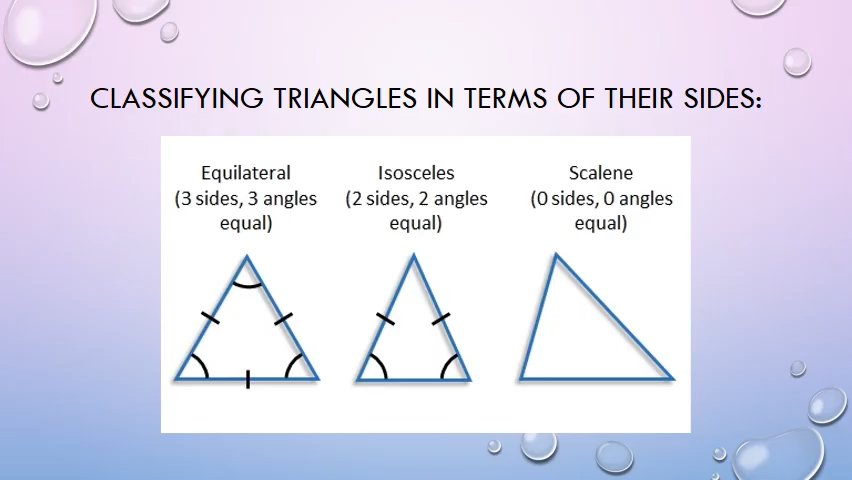 CLASSIFYING TRIANGLES IN TERMS OF THEIR SIDES:
Equilateral
(3 sides, 3 angles
equal)
Isosceles
(2 sides, 2 angles
equal)
Scalene
(0 sides, 0 angles
equal)